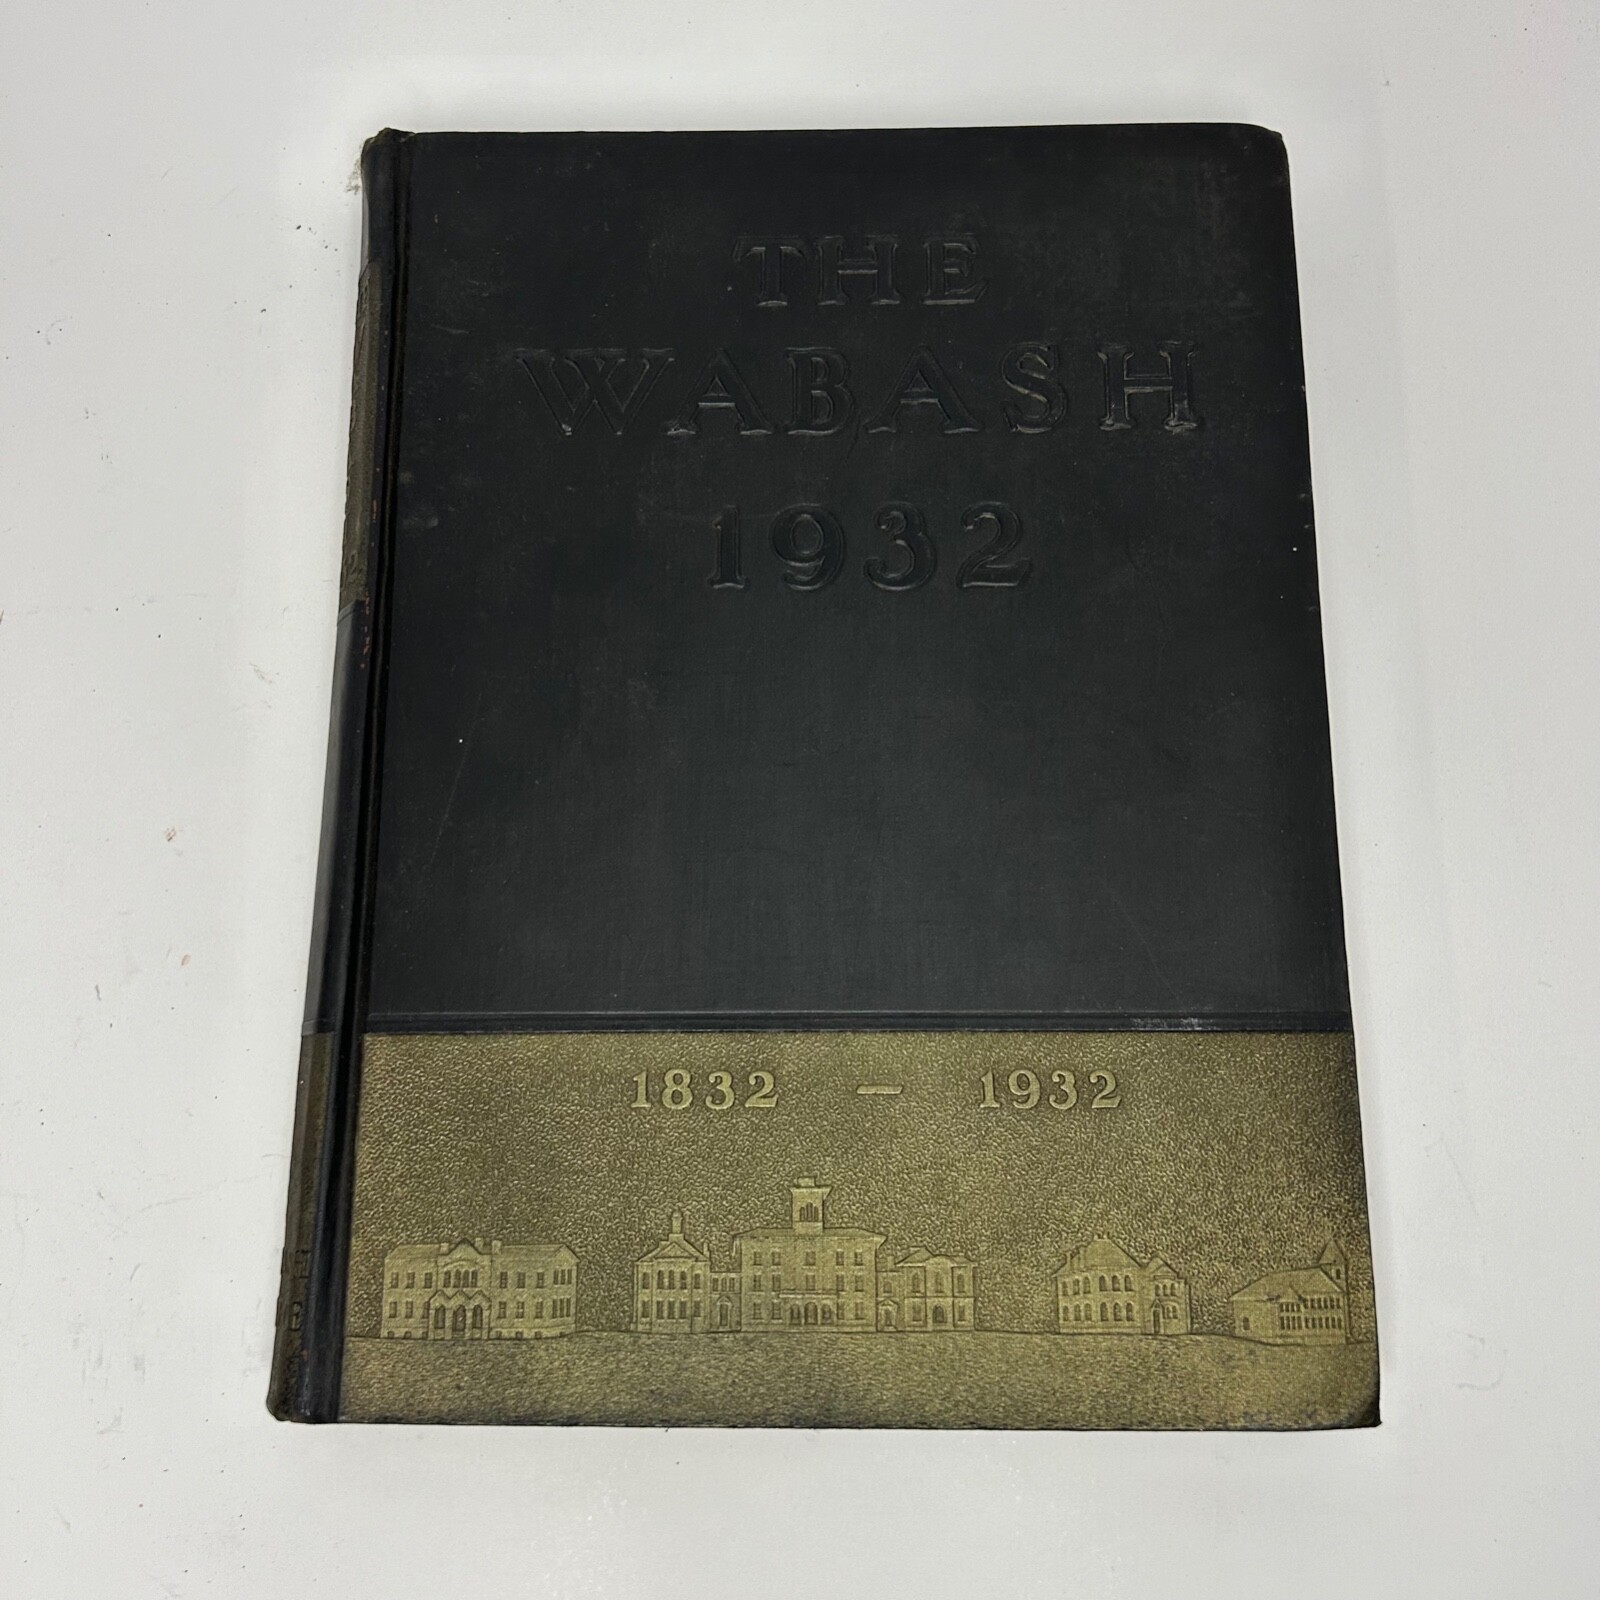 THE
WABASH
1932
1832 — 1932